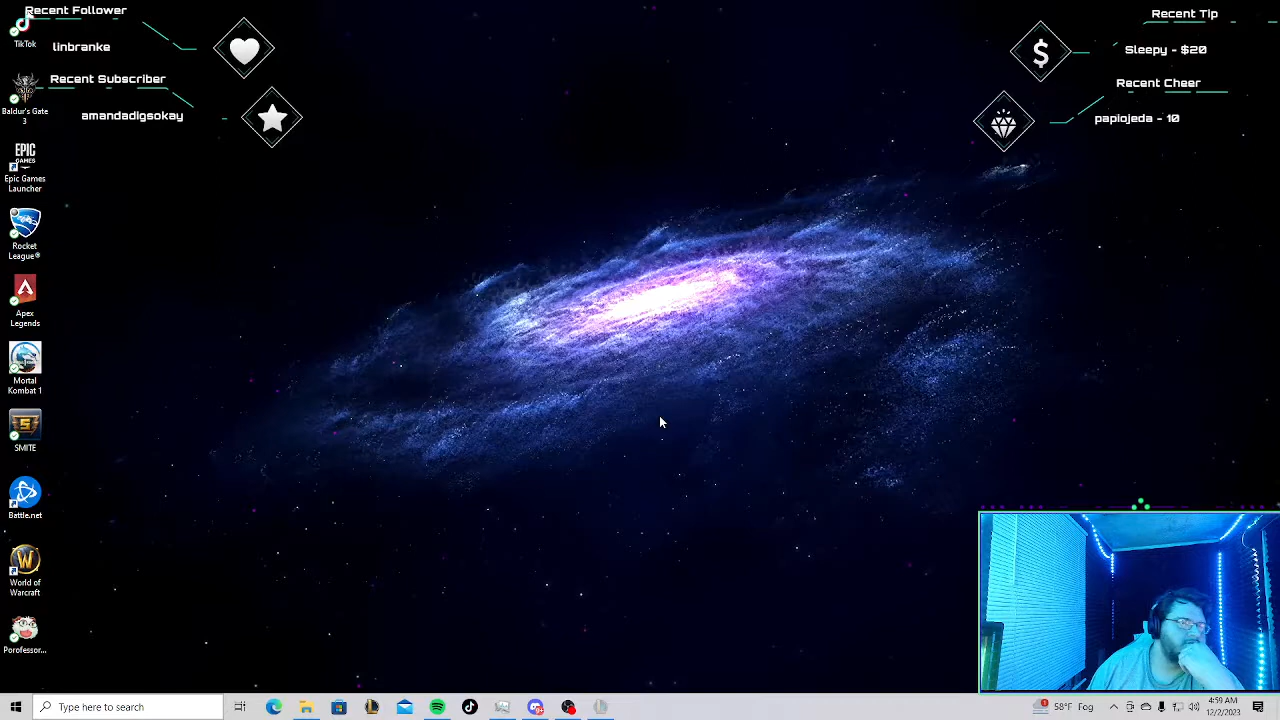 Recent Follower
linbranke
Recent Subscriber
amandadigsokay
Recent Tip
Sleepy - $20
Recent Cheer
papiojeda - 10
TikTok
Baldur's Gate
3
EPIC
GAMES
Epic Games
Launcher
Rocket
League®
Apex
Legends
Mortal
Kombat 1
SMITE
Battle.net
World of
Warcraft
Porofessor...
Type here to search
58°F Fog
4:59 AM
12/2/2023